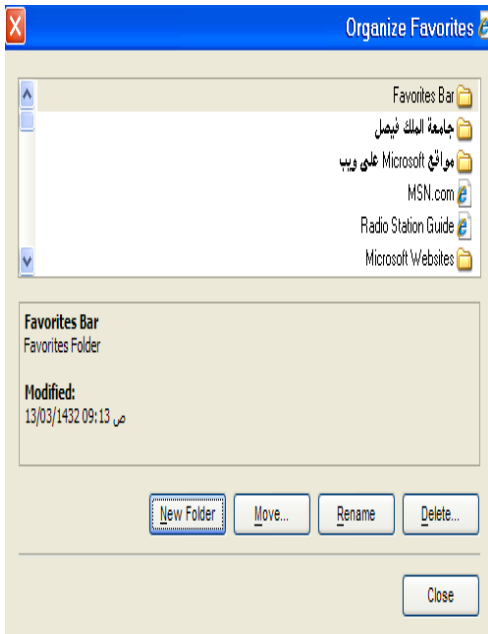 Organize Favorites
Favorites Bar
جامعة الملك فيصل
مواقع Microsoft على ويب
MSN.com
Radio Station Guide
Microsoft Websites
Favorites Bar
Favorites Folder
Modified:
13/03/1432 09:13 ص
New Folder
Move...
Rename
Delete...
Close